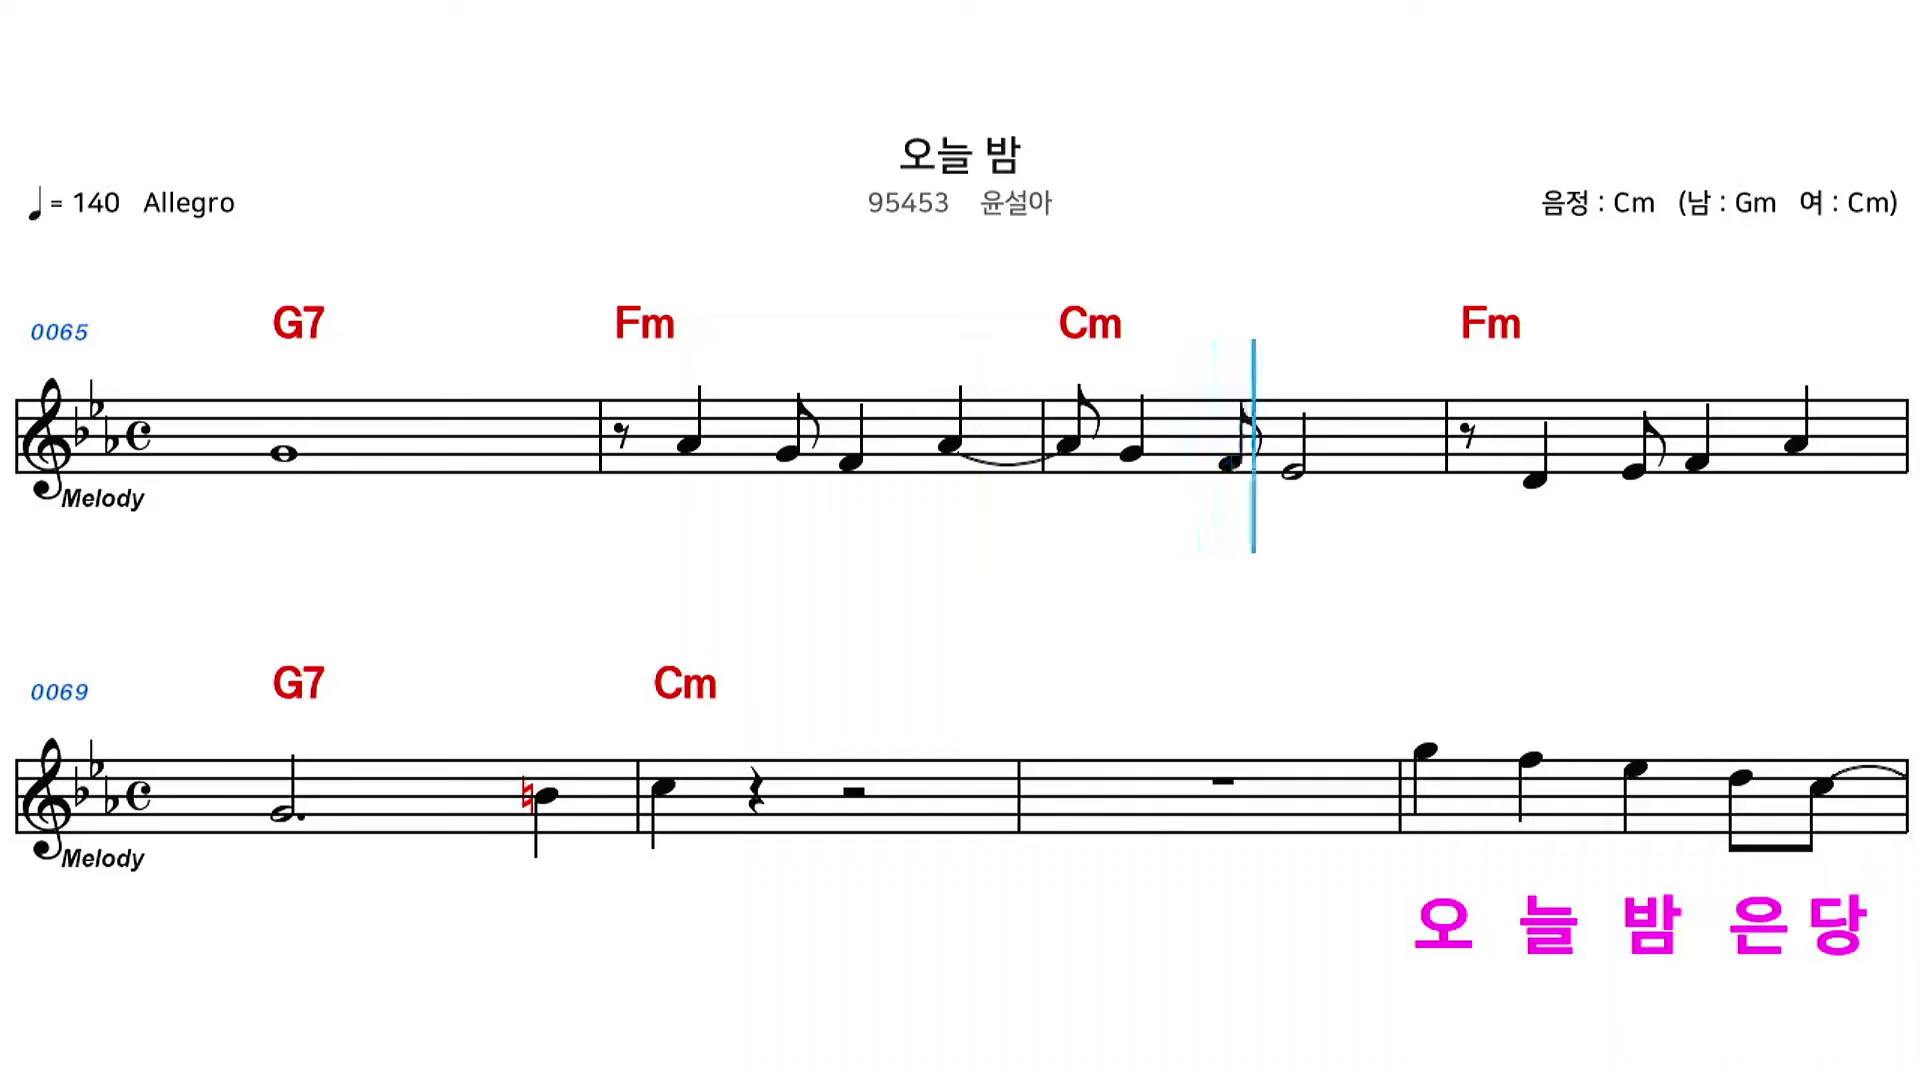 오늘 밤
♩ = 140 Allegro
95453 윤설아
음정 : Cm (남 : Gm 여 : Cm)
0065 G7 Fm Cm Fm
Melody
0069 G7 Cm
Melody
오 늘 밤 은 당